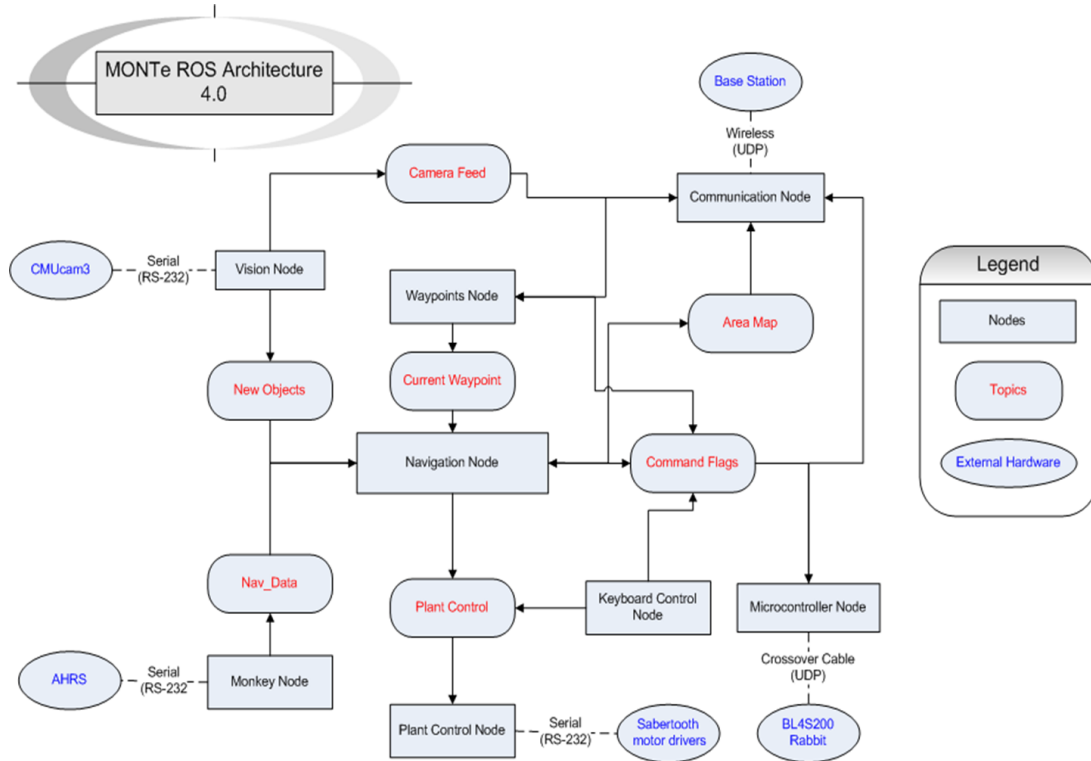 MONTe ROS Architecture
4.0
Base Station
Wireless
(UDP)
Camera Feed
Communication Node
CMUcam3
Serial
(RS-232)
Vision Node
Legend
Waypoints Node
Area Map
Nodes
New Objects
Current Waypoint
Topics
Navigation Node
Command Flags
External Hardware
Nav_Data
Plant Control
Keyboard Control
Node
Microcontroller Node
AHRS
Serial
(RS-232
Monkey Node
Crossover Cable
(UDP)
Plant Control Node
Serial
(RS-232)
Sabertooth
motor drivers
BL4S200
Rabbit